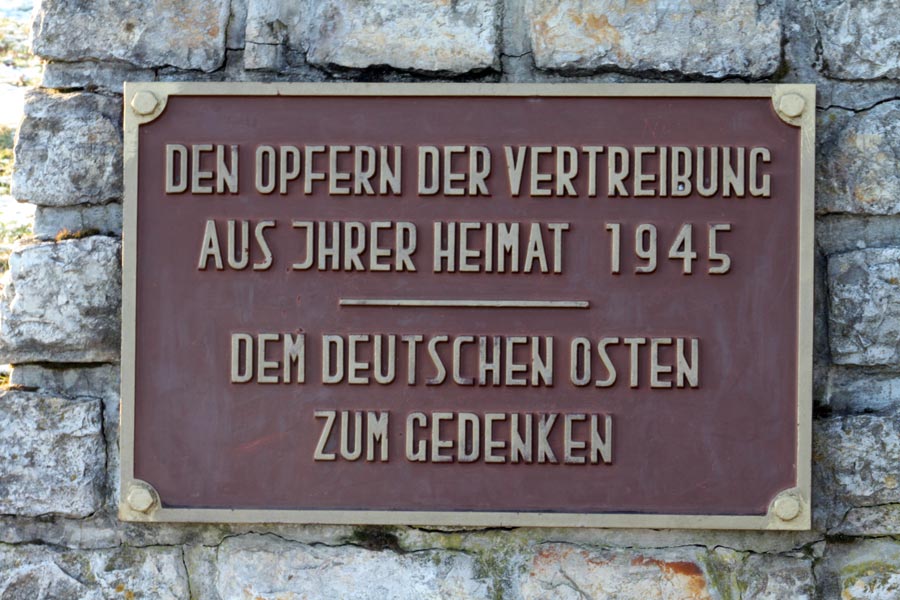 DEN OPFERN DER VERTREIBUNG
AUS JHRER HEIMAT 1945
DEM DEUTSCHEN OSTEN
ZUM GEDENKEN